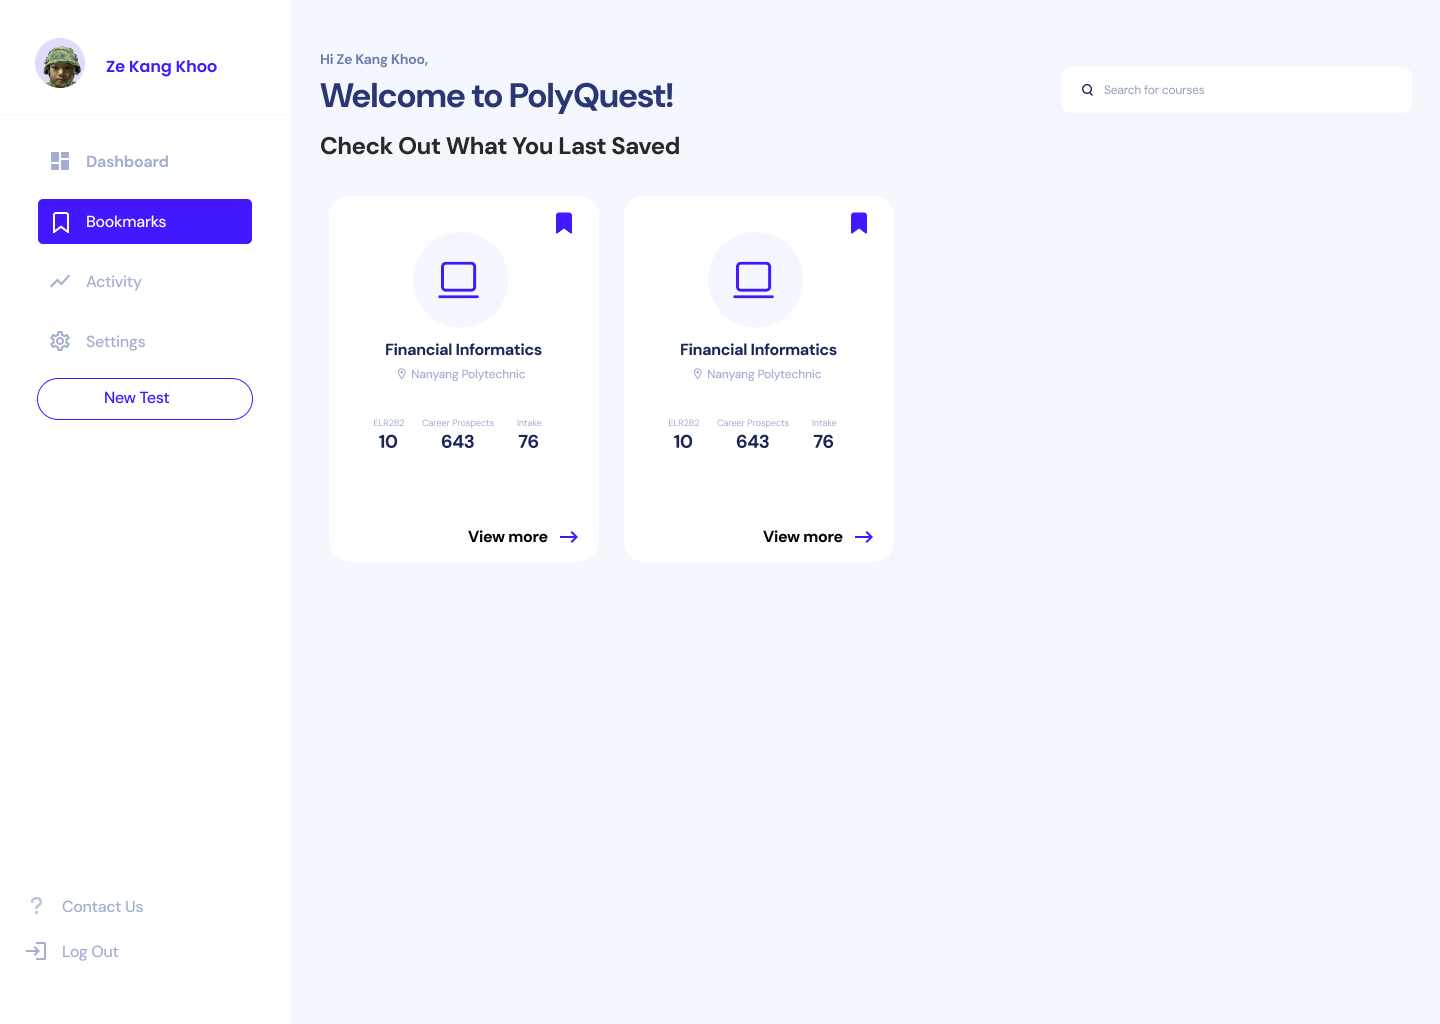 Ze Kang Khoo
Dashboard
Bookmarks
Activity
Settings
New Test
Contact Us
Log Out
Hi Ze Kang Khoo,
Welcome to PolyQuest!
Search for courses
Check Out What You Last Saved
Financial Informatics
Nanyang Polytechnic
ELR2B2 Career Prospects Intake
10 643 76
View more
Financial Informatics
Nanyang Polytechnic
ELR2B2 Career Prospects Intake
10 643 76
View more